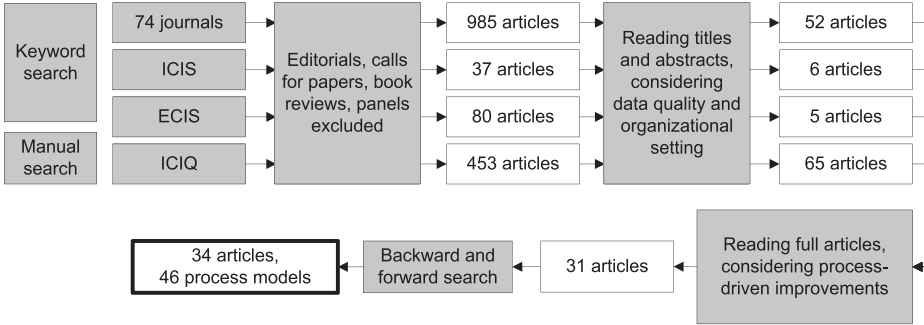 Keyword
search
Manual
search
74 journals
ICIS
ECIS
ICIQ
Editorials, calls
for papers, book
reviews, panels
excluded
985 articles
37 articles
80 articles
453 articles
Reading titles
and abstracts,
considering
data quality and
organizational
setting
52 articles
6 articles
5 articles
65 articles
Reading full articles,
considering process-
driven improvements
31 articles
Backward and
forward search
34 articles,
46 process models